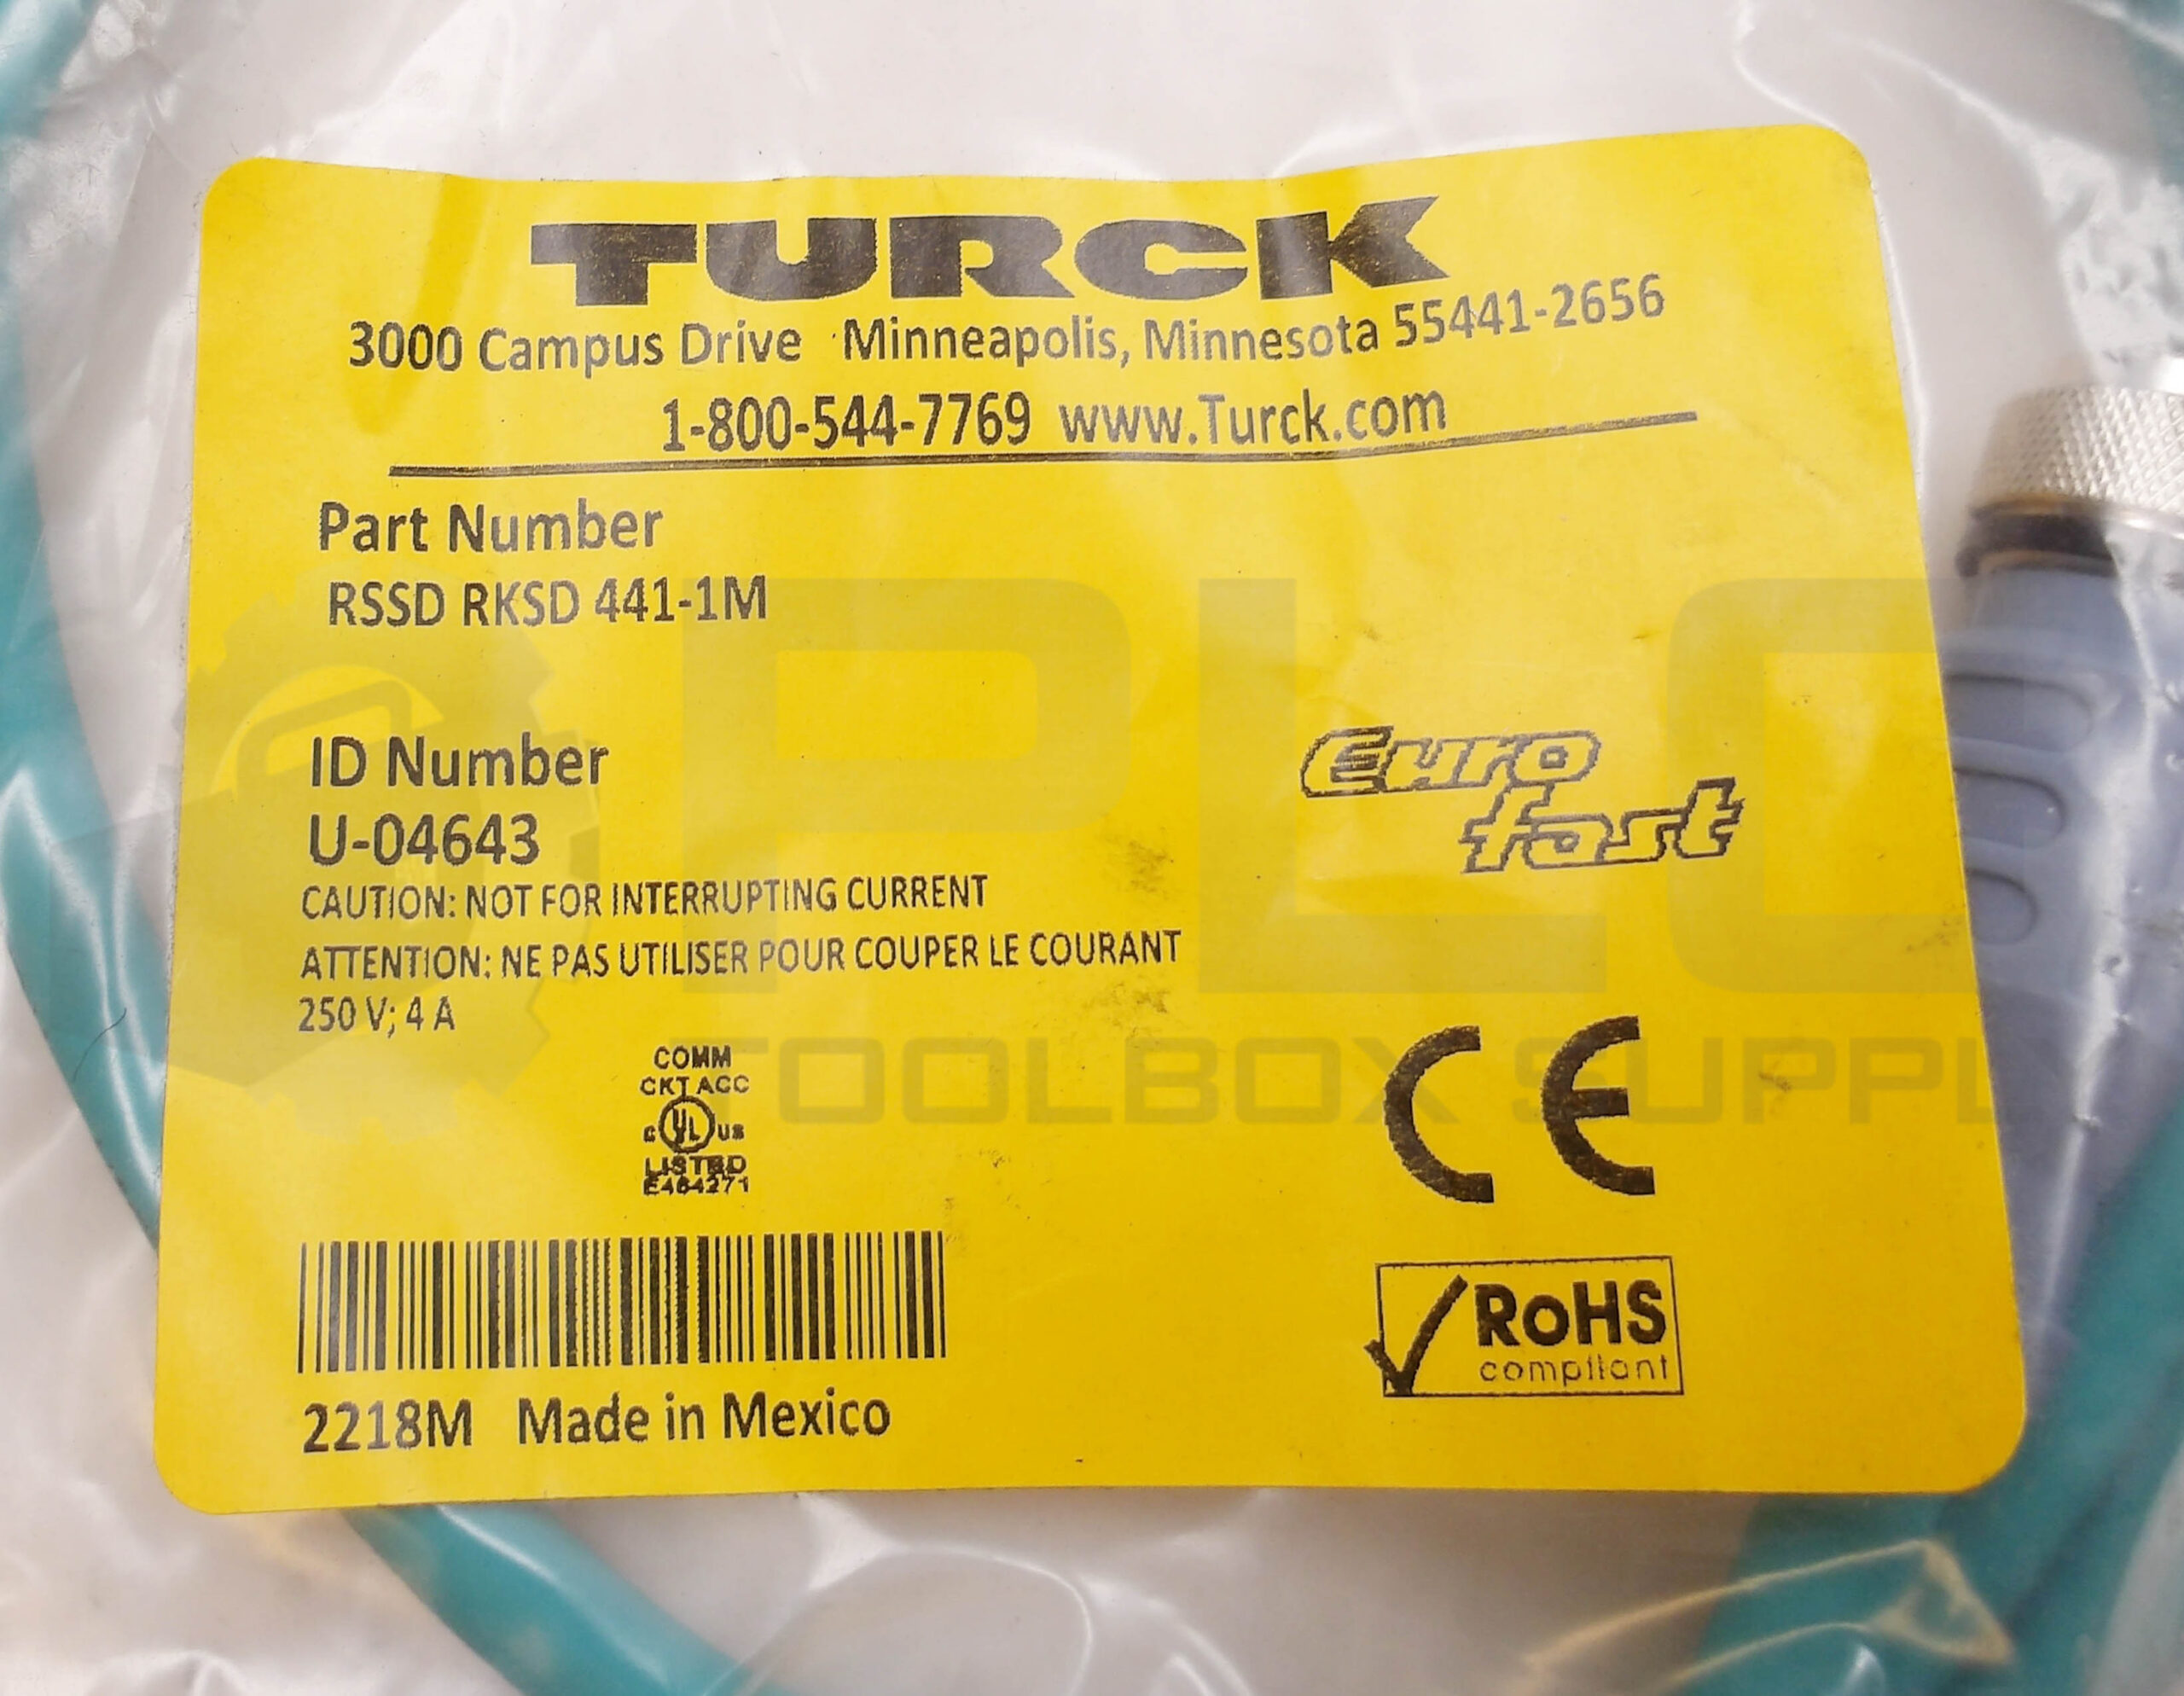 TURCK
3000 Campus Drive Minneapolis, Minnesota 55441-2656
1-800-544-7769 www.Turck.com
Part Number
RSSD RKSD 441-1M
ID Number
U-04643
Euro
fast
CAUTION: NOT FOR INTERRUPTING CURRENT
ATTENTION: NE PAS UTILISER POUR COUPER LE COURANT
250 V; 4 A
COMM
CKT ACC
C UL US
LISTED
E464271
CE
RoHS
compliant
2218M Made in Mexico
PLC
TOOLBOX SUPPLY